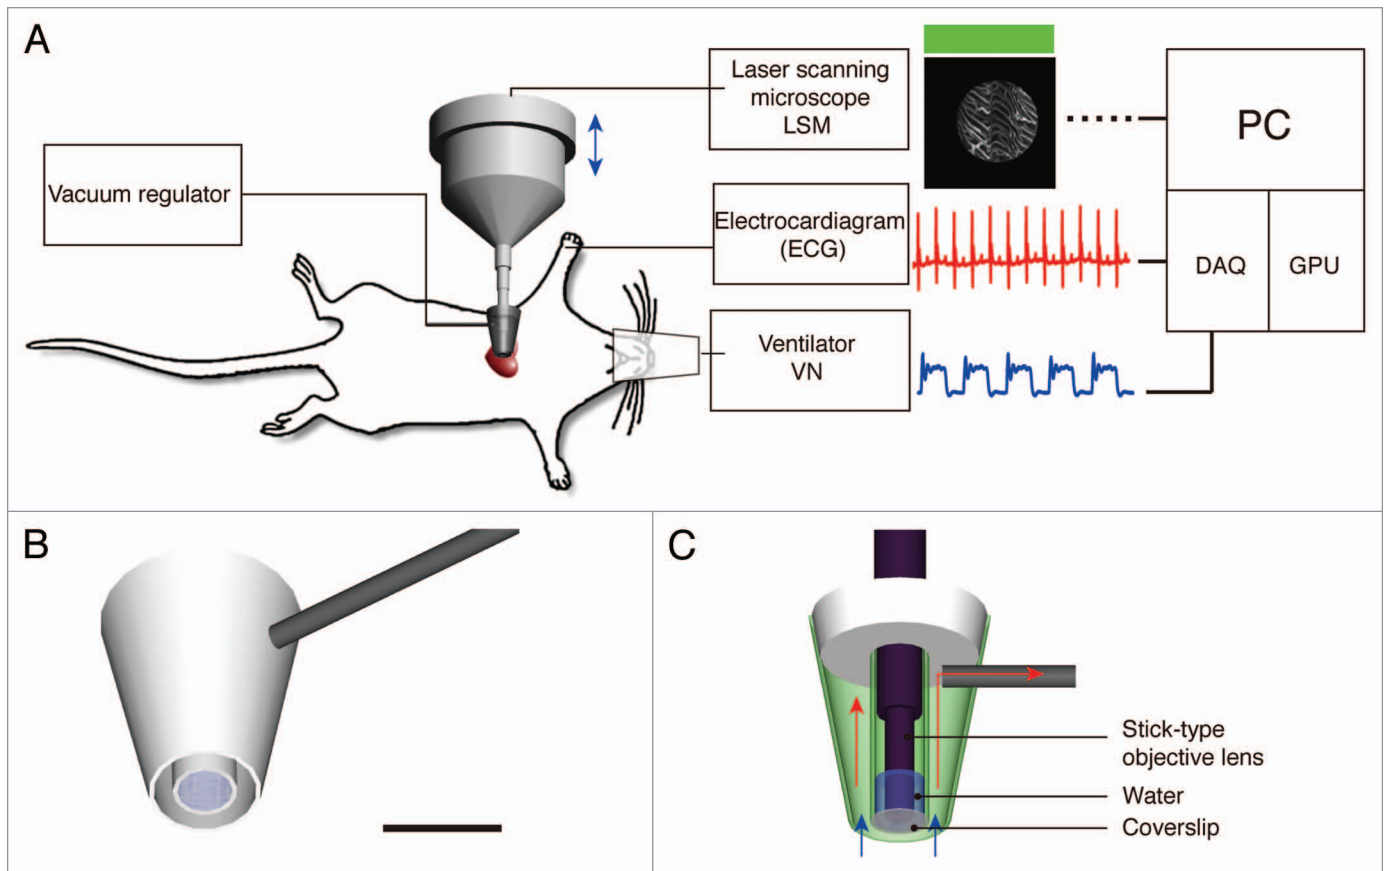 A
Vacuum regulator
Laser scanning
microscope
LSM
Electrocardiagram
(ECG)
Ventilator
VN
PC
DAQ
GPU
B
C
Stick-type
objective lens
Water
Coverslip